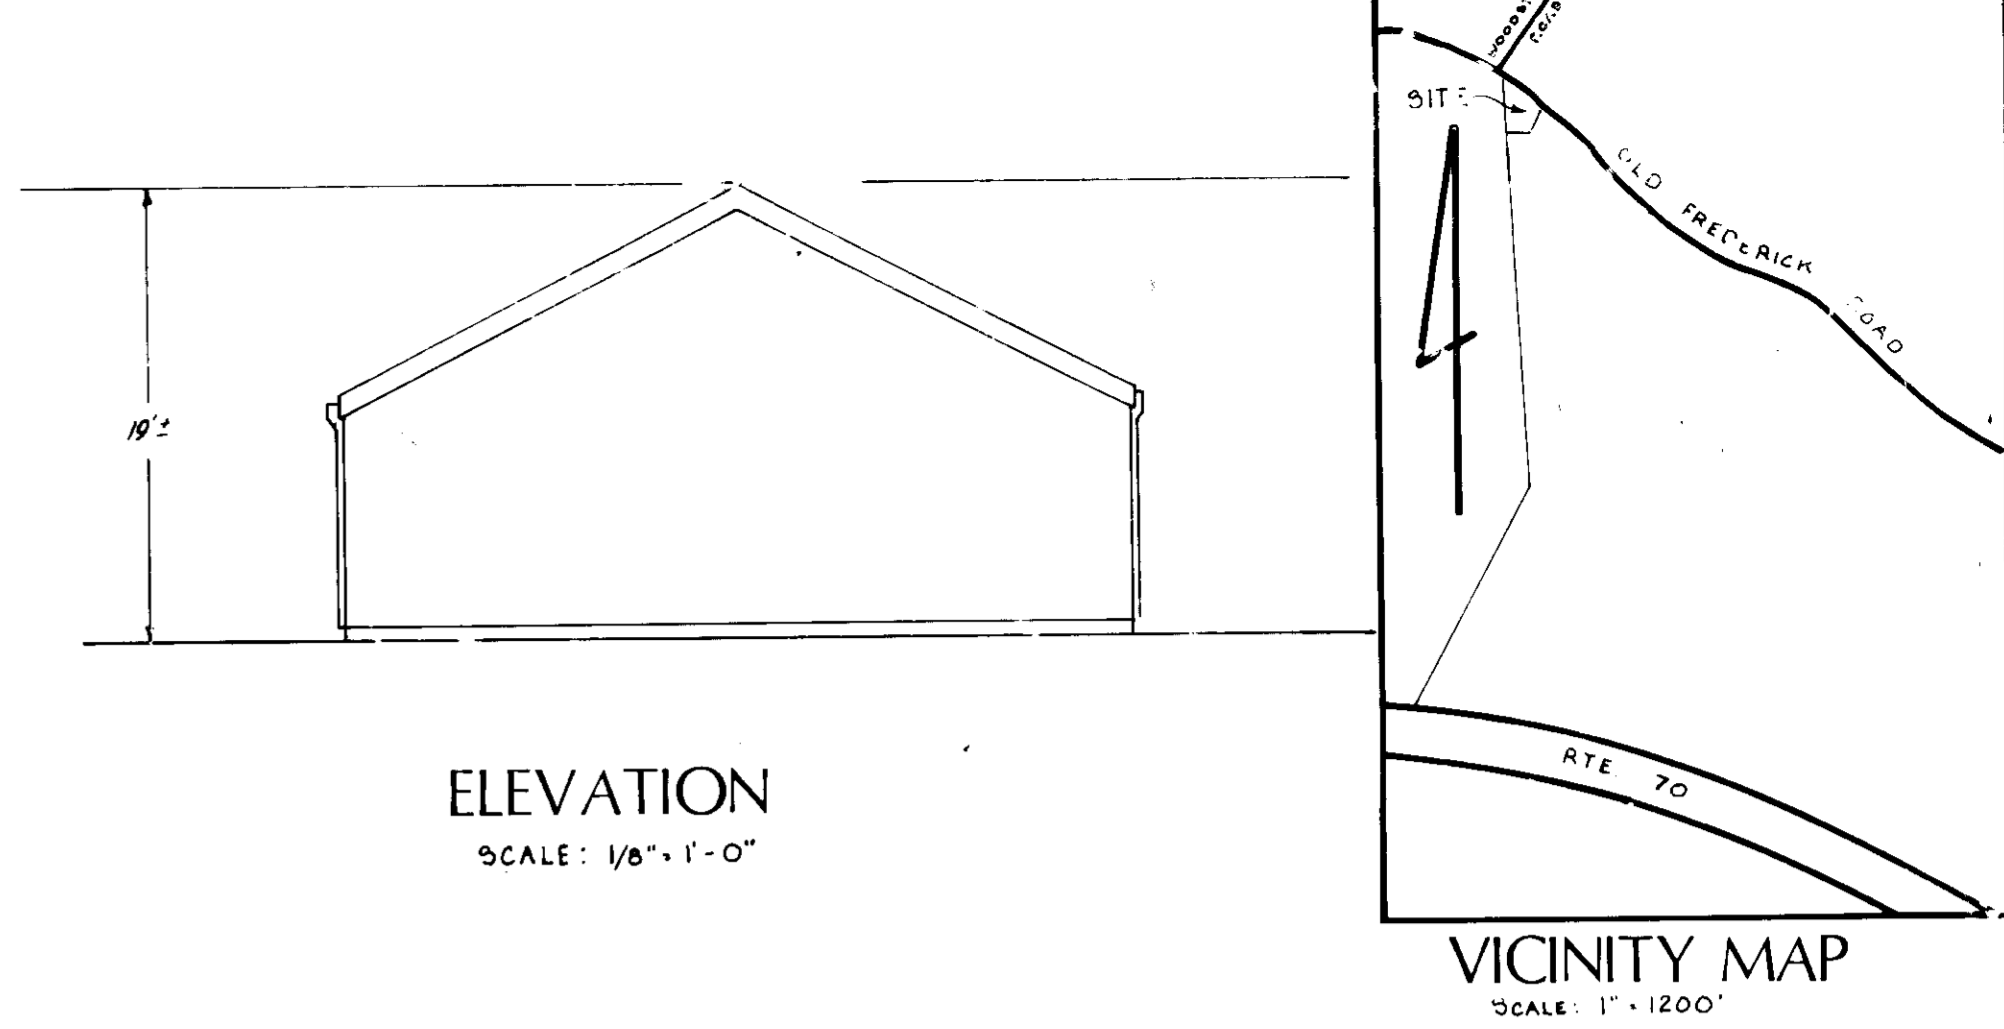 SITE
OLD FREDERICK ROAD
19'±
RTE. 70
ELEVATION
SCALE: 1/8" = 1'-0"
VICINITY MAP
SCALE: 1" = 1200'